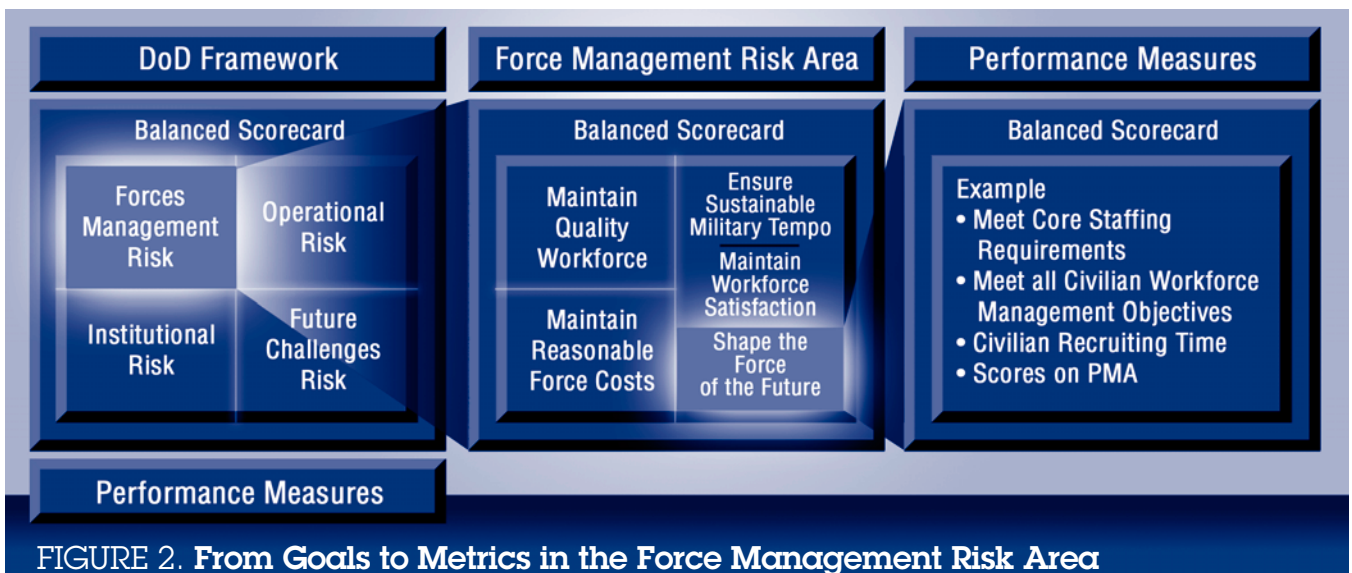 DoD Framework
Balanced Scorecard
Forces
Management
Risk
Operational
Risk
Institutional
Risk
Future
Challenges
Risk
Performance Measures
Force Management Risk Area
Balanced Scorecard
Maintain
Quality
Workforce
Ensure
Sustainable
Military Tempo
Maintain
Workforce
Satisfaction
Maintain
Reasonable
Force Costs
Shape the
Force
of the Future
Performance Measures
Balanced Scorecard
Example
• Meet Core Staffing
Requirements
• Meet all Civilian Workforce
Management Objectives
• Civilian Recruiting Time
• Scores on PMA
FIGURE 2. From Goals to Metrics in the Force Management Risk Area